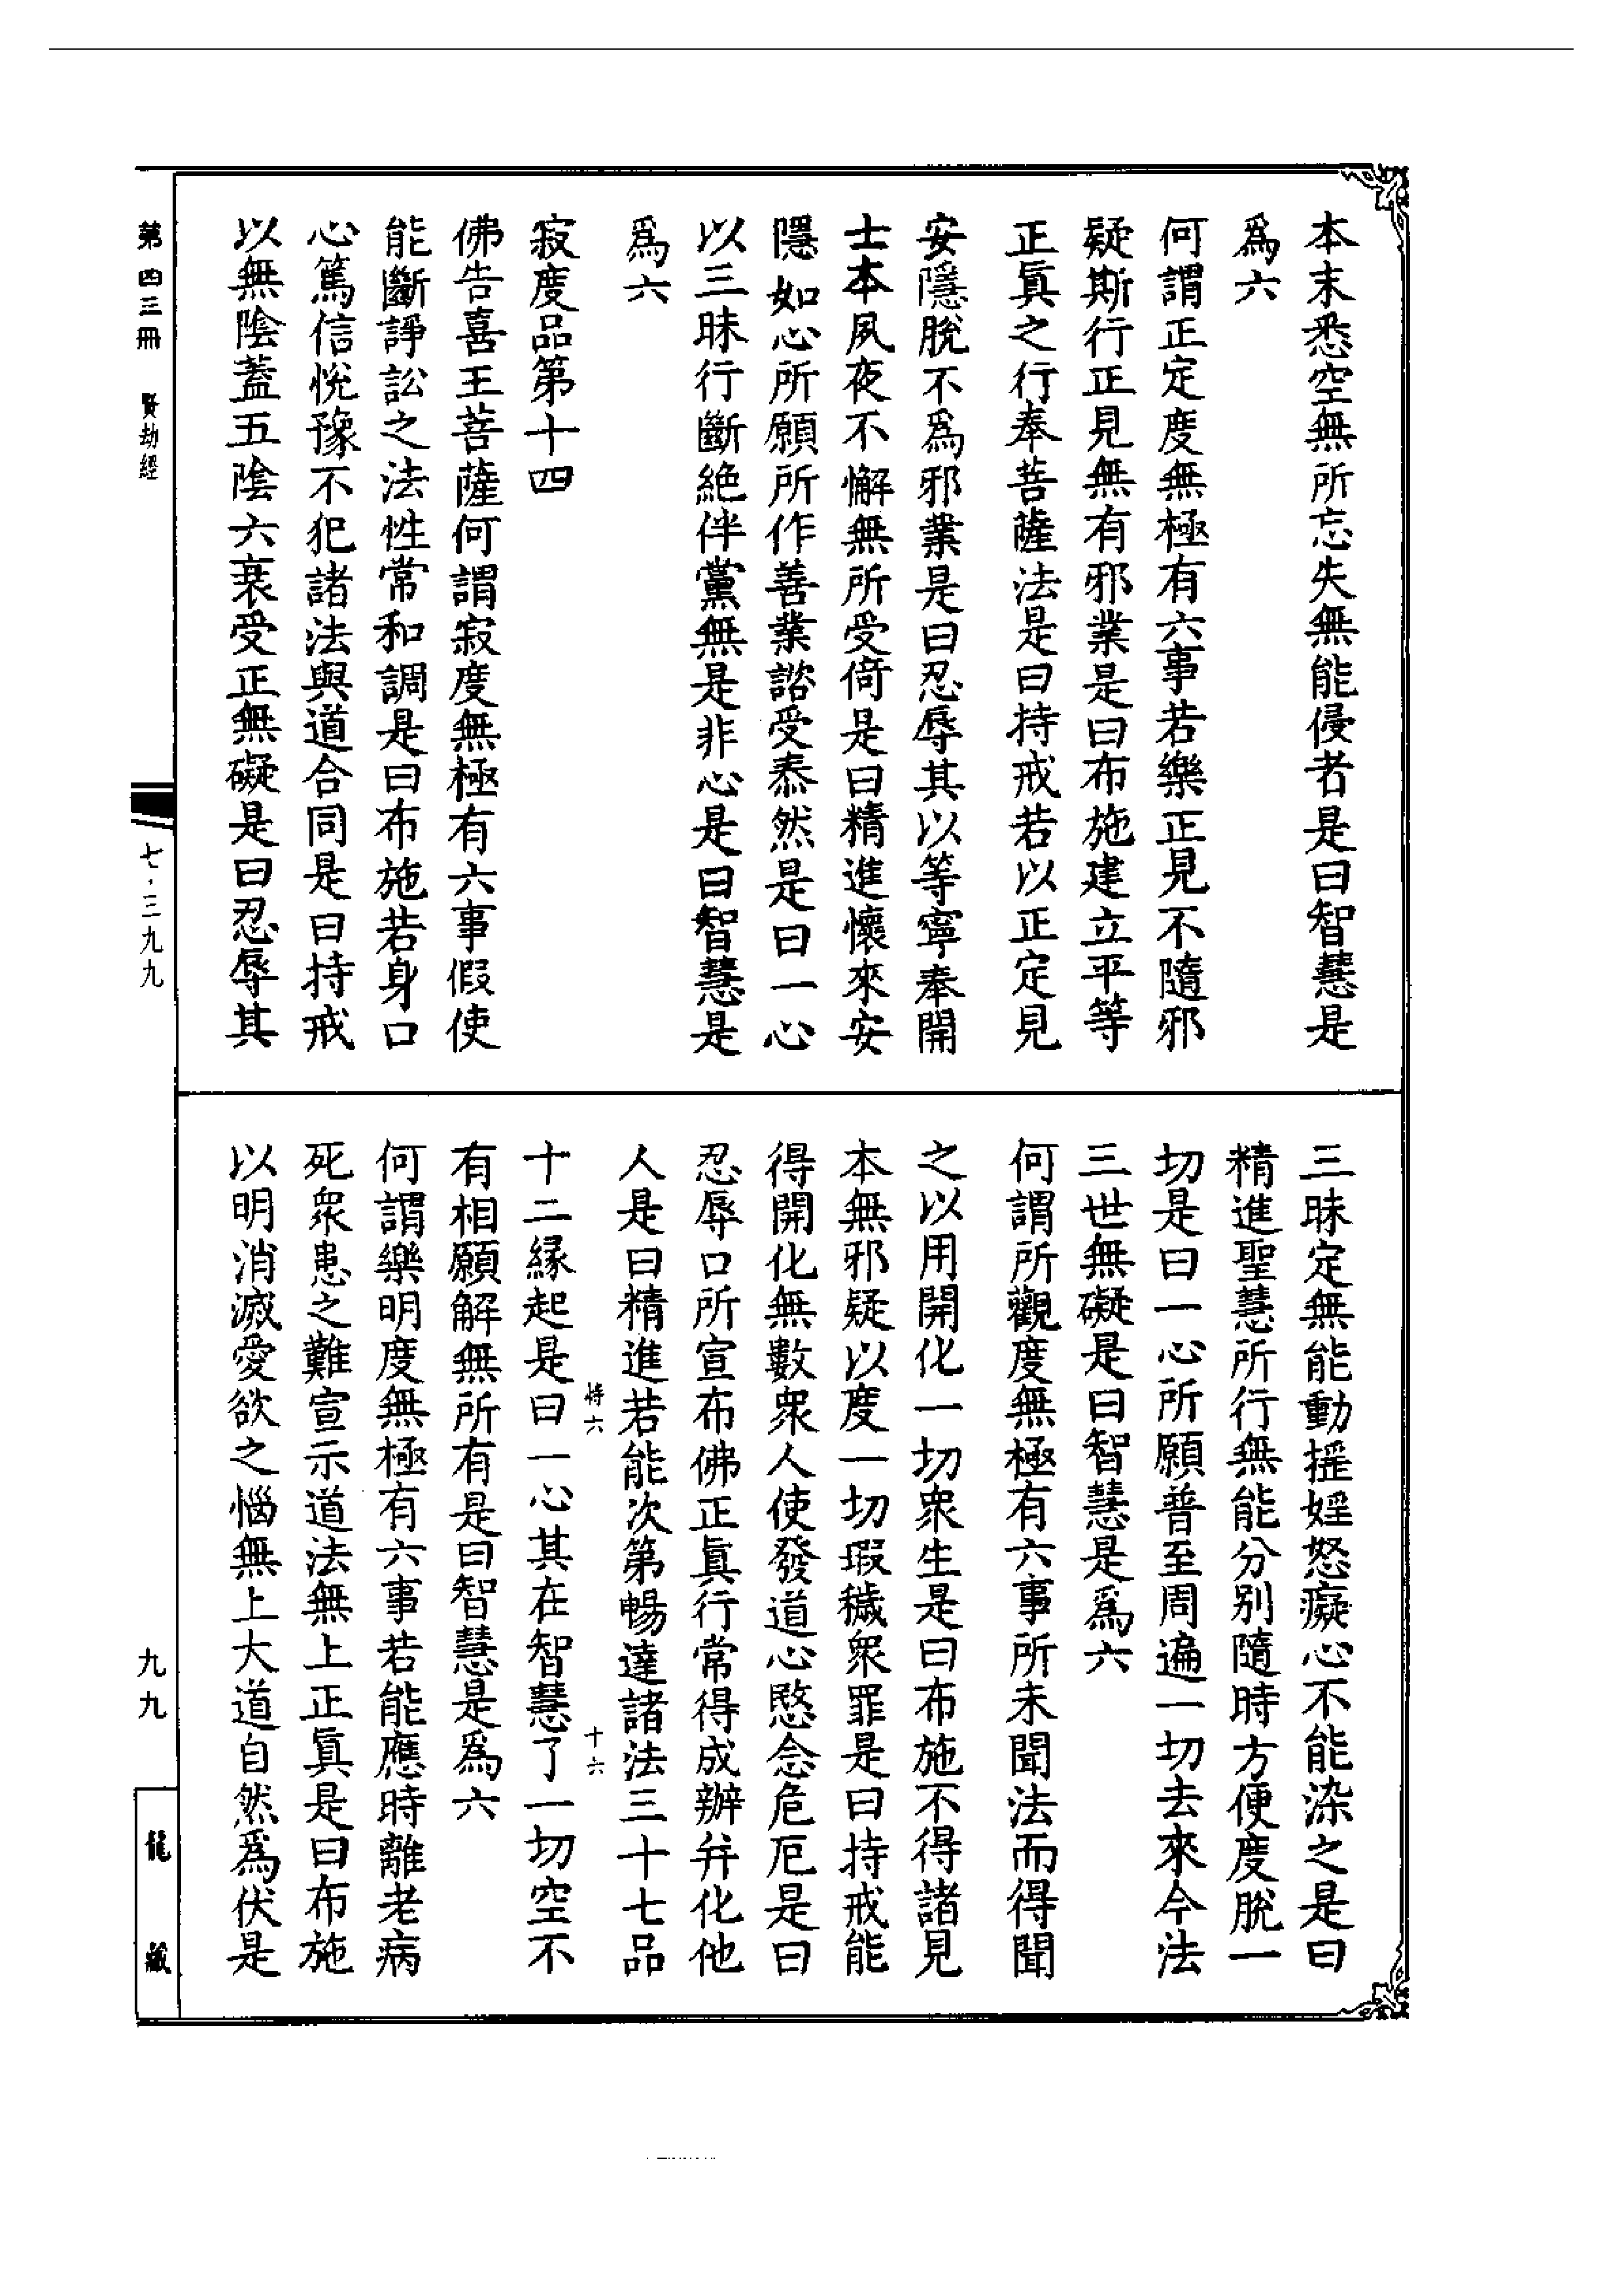 本末悉空無所忘失無能侵者是曰智慧是
爲六
何謂正定度無極有六事若樂正見不隨邪
疑斯行正見無有邪業是曰布施建立平等
正眞之行奉菩薩法是曰持戒若以正定見
安隱脫不爲邪業是曰忍辱其以等寧奉開
士本夙夜不懈無所受倚是曰精進懷來安
隱如心所願所作善業諮受泰然是曰一心
以三昧行斷絶伴黨無是非心是曰智慧是
爲六
寂度品第十四
佛告喜王菩薩何謂寂度無極有六事假使
能斷諍訟之法性常和調是曰布施若身口
心篤信悅豫不犯諸法與道合同是曰持戒
以無陰蓋五陰六衰受正無礙是曰忍辱其
三昧定無能動摇婬怒癡心不能染之是曰
精進聖慧所行無能分別隨時方便度脫一
切是曰一心所願普至周遍一切去來今法
三世無礙是曰智慧是爲六
何謂所觀度無極有六事所未聞法而得聞
之以用開化一切衆生是曰布施不得諸見
本無邪疑以度一切瑕穢衆罪是曰持戒能
得開化無數衆人使發道心愍念危厄是曰
忍辱口所宣布佛正眞行常得成辦幷化他
人是曰精進若能次第暢達諸法三十七品
十二緣起是曰一心其在智慧了一切空不
有相願解無所有是曰智慧是爲六
何謂樂明度無極有六事若能應時離老病
死衆患之難宣示道法無上正眞是曰布施
以明消滅愛欲之惱無上大道自然爲伏是
第四三冊 賢劫經
七·三九九
九九
龍藏
十六